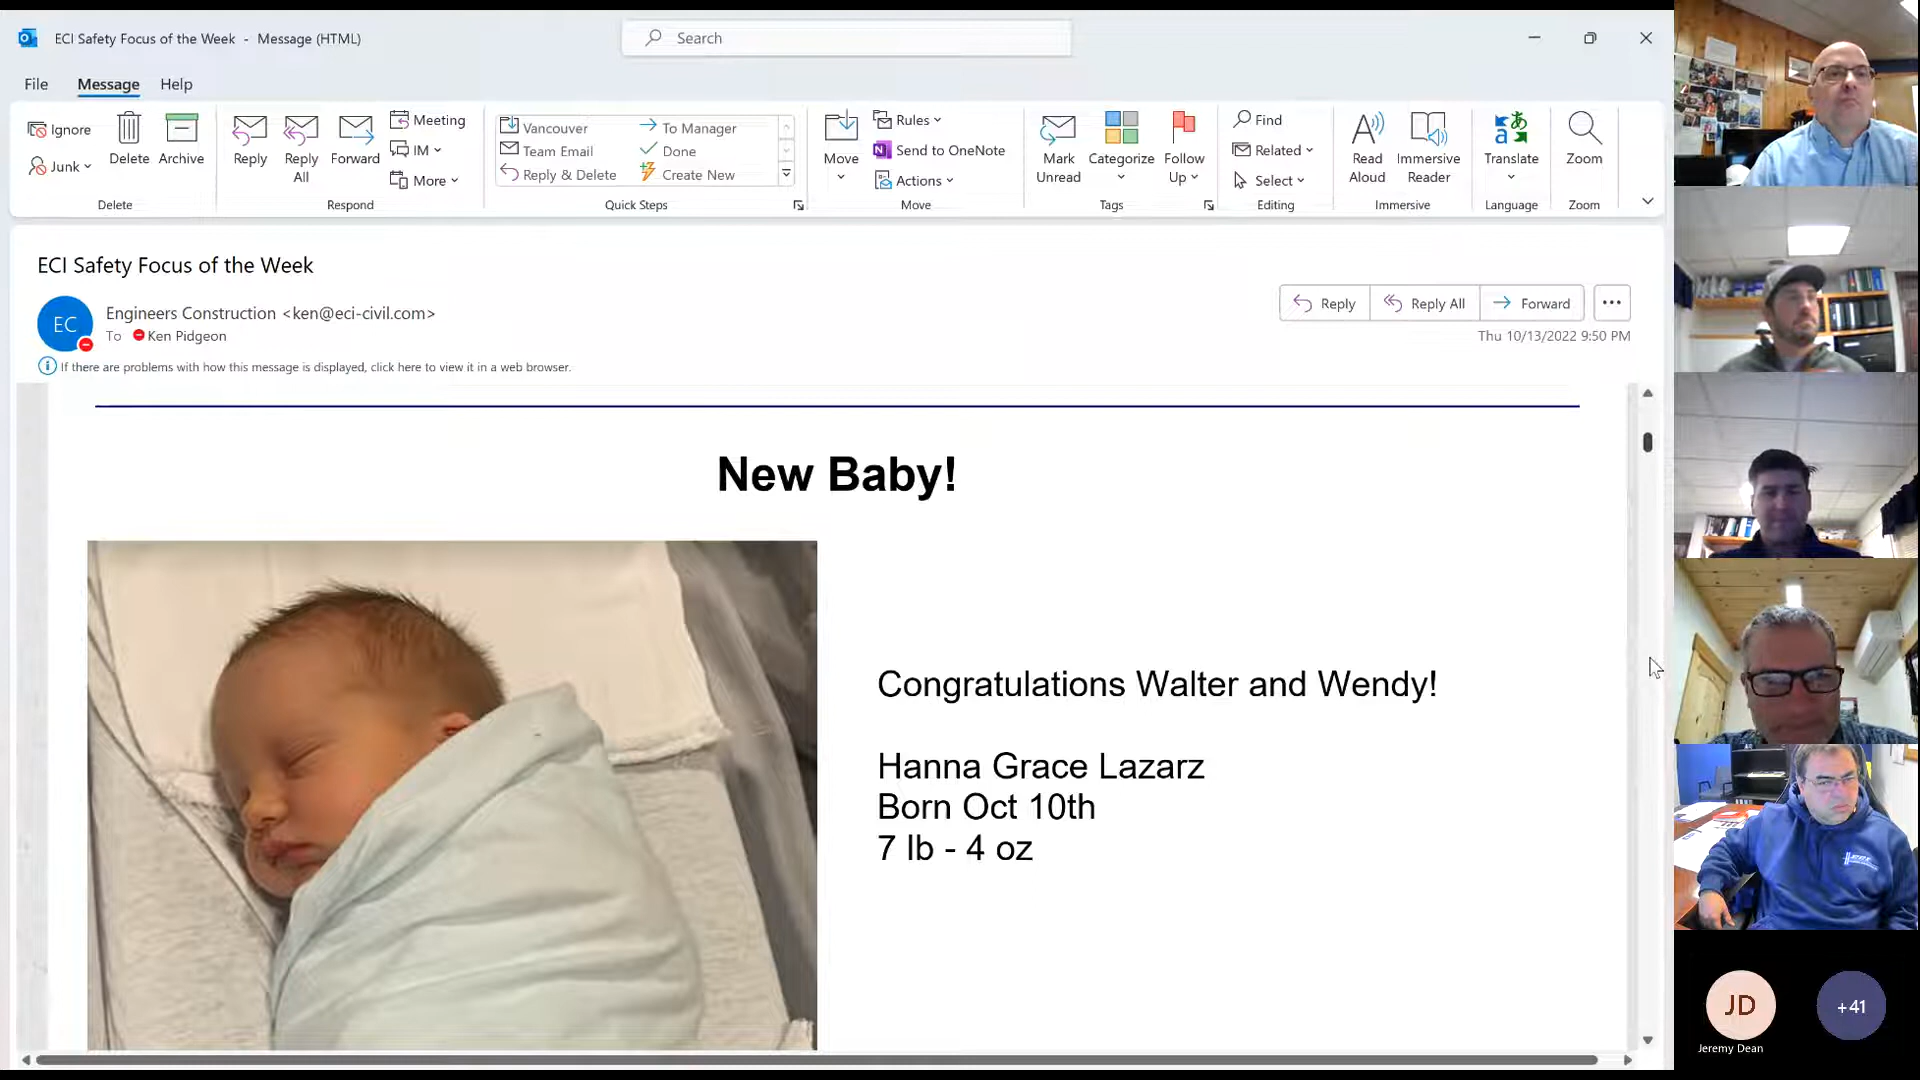 ECI Safety Focus of the Week - Message (HTML)
Search
File Message Help
Ignore
Junk
Delete
Archive
Delete
Reply
Reply All
Forward
Meeting
IM
More
Respond
Vancouver
To Manager
Team Email
Done
Reply & Delete
Create New
Quick Steps
Move
Rules
Send to OneNote
Actions
Move
Mark Unread
Categorize
Follow Up
Tags
Find
Related
Select
Editing
Read Aloud
Immersive Reader
Immersive
Translate
Language
Zoom
Zoom
ECI Safety Focus of the Week
EC
Engineers Construction <ken@eci-civil.com>
To Ken Pidgeon
Reply
Reply All
Forward
Thu 10/13/2022 9:50 PM
If there are problems with how this message is displayed, click here to view it in a web browser.
New Baby!
Congratulations Walter and Wendy!
Hanna Grace Lazarz
Born Oct 10th
7 lb - 4 oz
JD
+41
Jeremy Dean